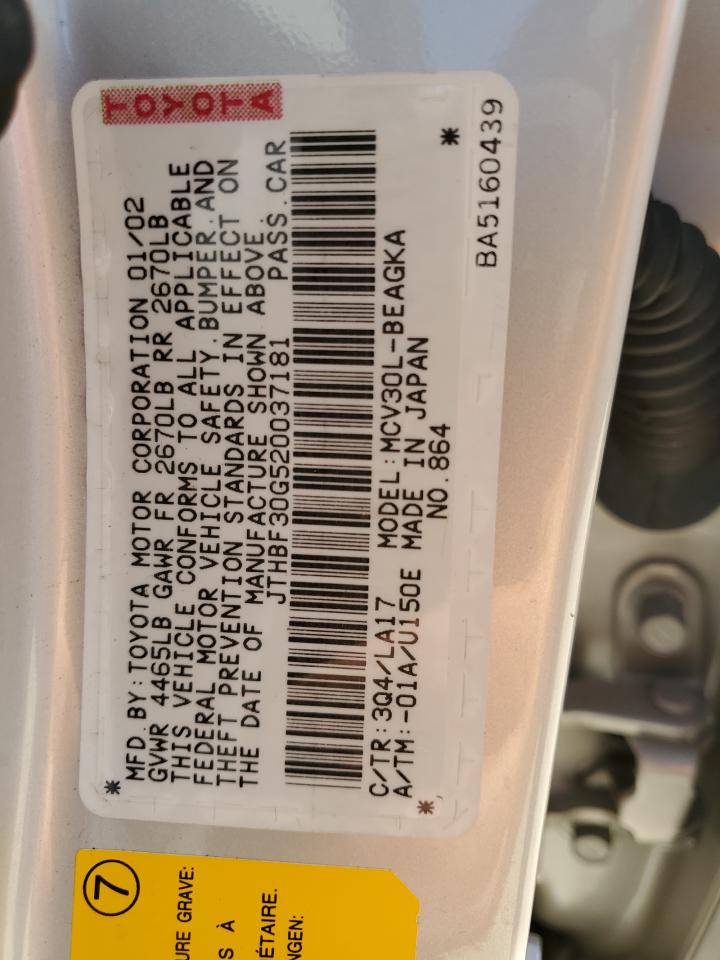 TOYOTA
MFD. BY: TOYOTA MOTOR CORPORATION 01/02
GVWR 4465LB GAWR FR 2670LB RR 2670LB
THIS VEHICLE CONFORMS TO ALL APPLICABLE
FEDERAL MOTOR VEHICLE SAFETY, BUMPER, AND
THEFT PREVENTION STANDARDS IN EFFECT ON
THE DATE OF MANUFACTURE SHOWN ABOVE.
JTHBF30G520037181 PASS. CAR
C/TR: 3Q4/LA17 MODEL: MCV30L-BEAGKA
A/TM: -01A/U150E MADE IN JAPAN
NO. 864
BA5160439
7
URE GRAVE:
S À
ÉTAIRE.
NGEN: